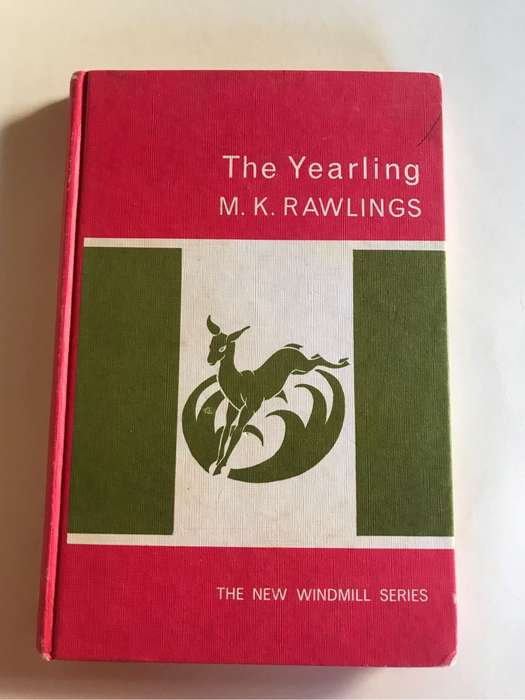 The Yearling
M. K. RAWLINGS
THE NEW WINDMILL SERIES